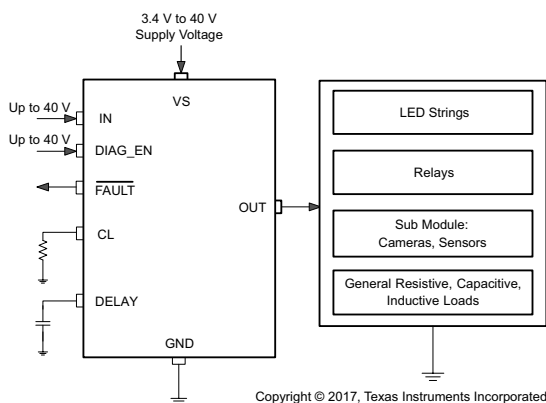 3.4 V to 40 V
Supply Voltage
VS
Up to 40 V
IN
Up to 40 V
DIAG_EN
FAULT
CL
DELAY
GND
OUT
LED Strings
Relays
Sub Module:
Cameras, Sensors
General Resistive, Capacitive,
Inductive Loads
Copyright © 2017, Texas Instruments Incorporated